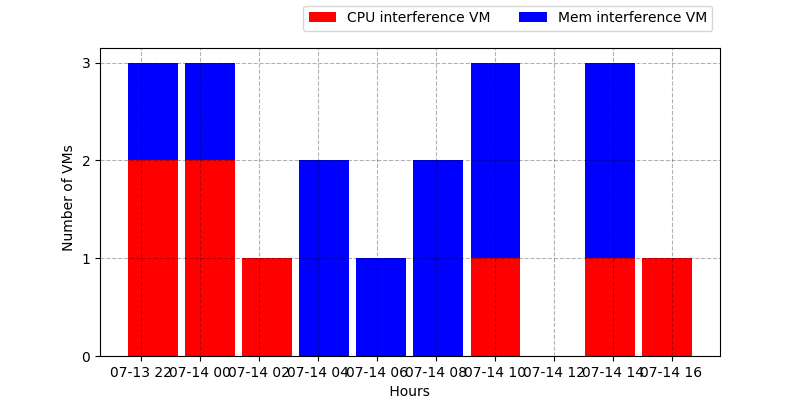 CPU interference VM Mem interference VM
3
2
1
0
Number of VMs
07-13 22 07-14 00 07-14 02 07-14 04 07-14 06 07-14 08 07-14 10 07-14 12 07-14 14 07-14 16
Hours